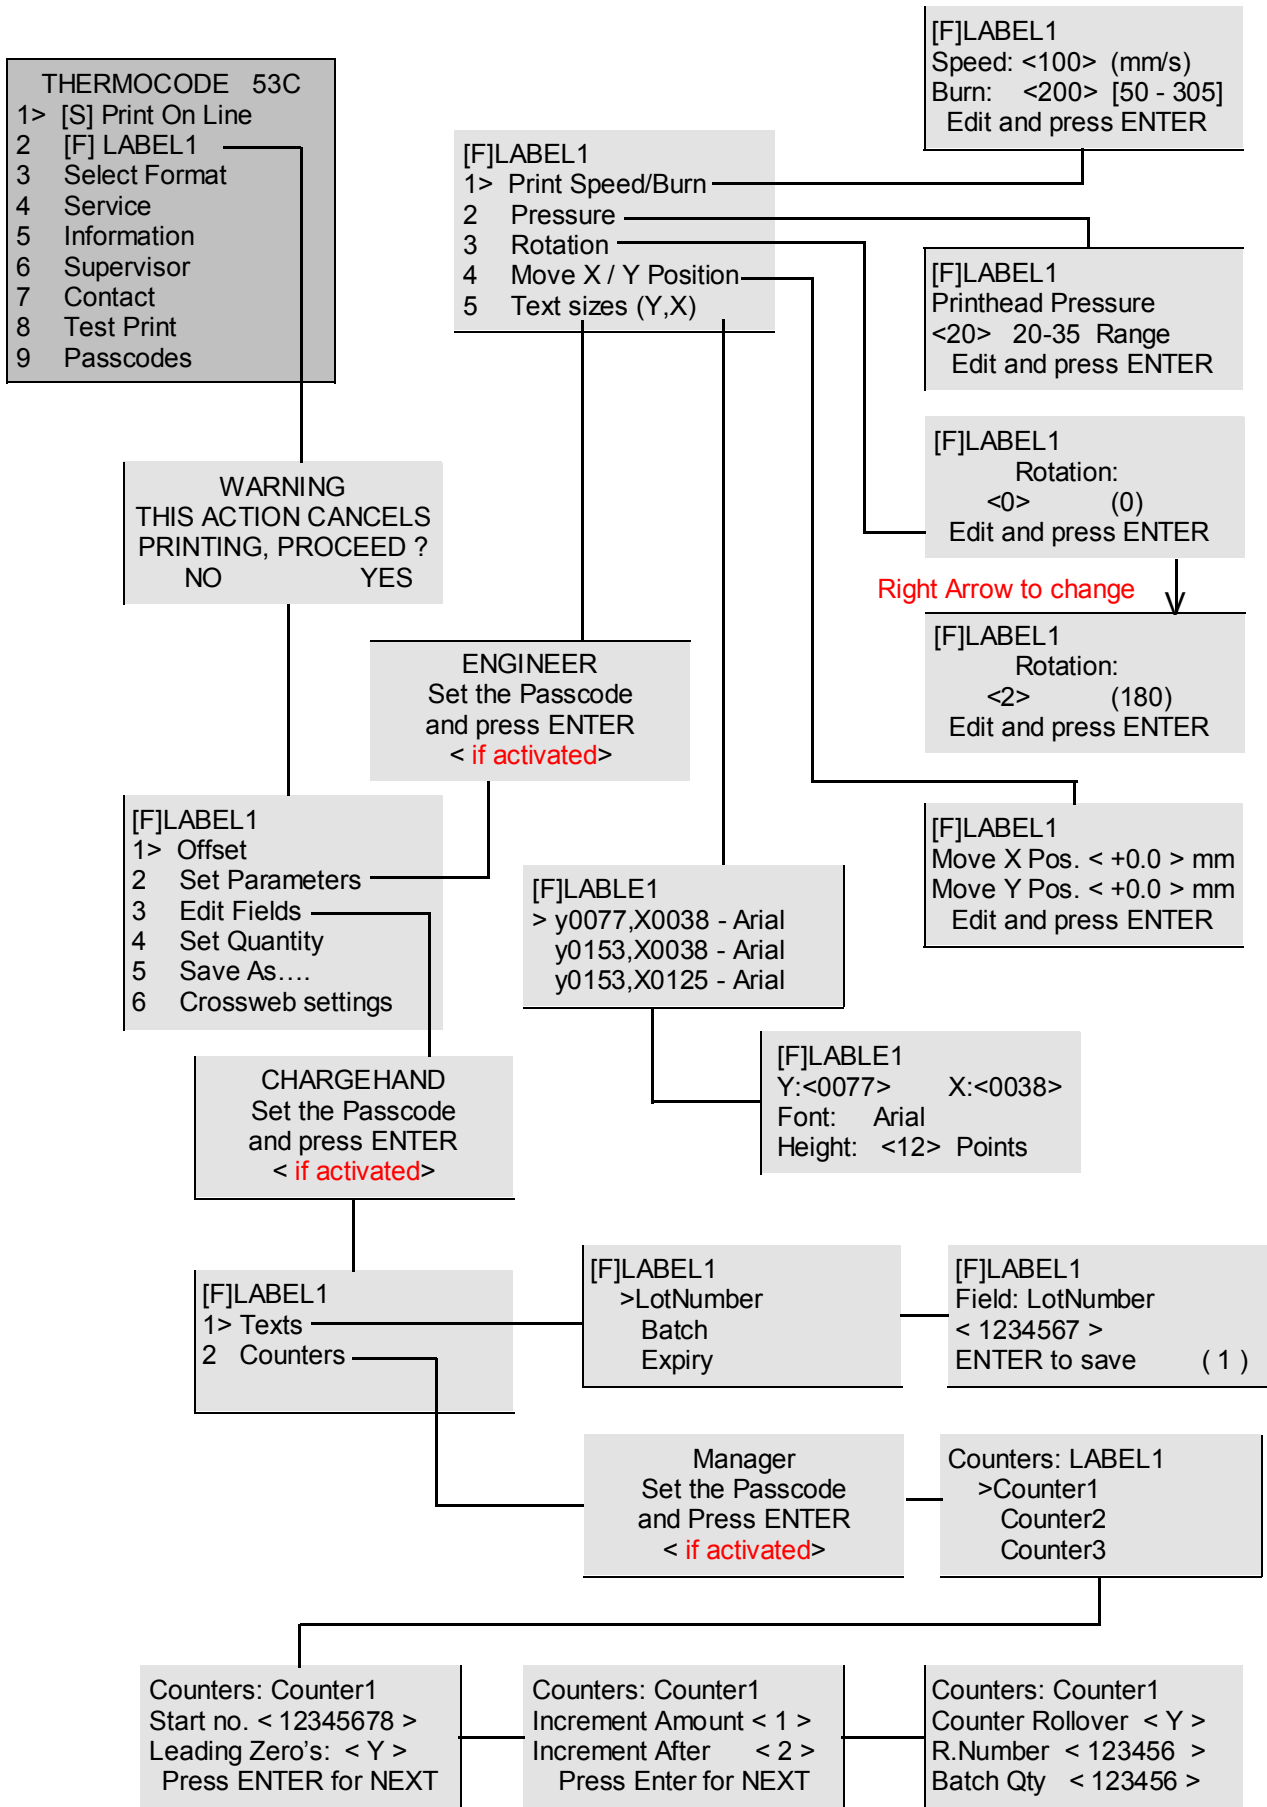 THERMOCODE 53C
1> [S] Print On Line
2 [F] LABEL1
3 Select Format
4 Service
5 Information
6 Supervisor
7 Contact
8 Test Print
9 Passcodes
WARNING
THIS ACTION CANCELS
PRINTING, PROCEED ?
NO YES
[F]LABEL1
1> Offset
2 Set Parameters
3 Edit Fields
4 Set Quantity
5 Save As….
6 Crossweb settings
ENGINEER
Set the Passcode
and press ENTER
< if activated>
[F]LABEL1
1> Print Speed/Burn
2 Pressure
3 Rotation
4 Move X / Y Position
5 Text sizes (Y,X)
[F]LABEL1
Speed: <100> (mm/s)
Burn: <200> [50 - 305]
Edit and press ENTER
[F]LABEL1
Printhead Pressure
<20> 20-35 Range
Edit and press ENTER
[F]LABEL1
Rotation:
<0> (0)
Edit and press ENTER
Right Arrow to change
[F]LABEL1
Rotation:
<2> (180)
Edit and press ENTER
[F]LABEL1
Move X Pos. < +0.0 > mm
Move Y Pos. < +0.0 > mm
Edit and press ENTER
[F]LABLE1
> y0077,X0038 - Arial
y0153,X0038 - Arial
y0153,X0125 - Arial
[F]LABLE1
Y:<0077> X:<0038>
Font: Arial
Height: <12> Points
CHARGEHAND
Set the Passcode
and press ENTER
< if activated>
[F]LABEL1
1> Texts
2 Counters
[F]LABEL1
>LotNumber
Batch
Expiry
[F]LABEL1
Field: LotNumber
< 1234567 >
ENTER to save ( 1 )
Manager
Set the Passcode
and Press ENTER
< if activated>
Counters: LABEL1
>Counter1
Counter2
Counter3
Counters: Counter1
Start no. < 12345678 >
Leading Zero's: < Y >
Press ENTER for NEXT
Counters: Counter1
Increment Amount < 1 >
Increment After < 2 >
Press Enter for NEXT
Counters: Counter1
Counter Rollover < Y >
R.Number < 123456 >
Batch Qty < 123456 >